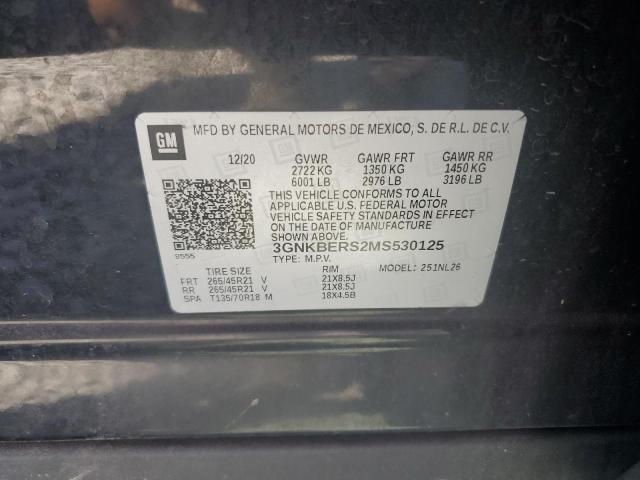 GM
MFD BY GENERAL MOTORS DE MEXICO, S. DE R.L. DE C.V.
12/20 GVWR GAWR FRT GAWR RR
2722 KG 1350 KG 1450 KG
6001 LB 2976 LB 3196 LB
THIS VEHICLE CONFORMS TO ALL
APPLICABLE U.S. FEDERAL MOTOR
VEHICLE SAFETY STANDARDS IN EFFECT
ON THE DATE OF MANUFACTURE
SHOWN ABOVE.
3GNKBERS2MS530125
9555 TYPE: M.P.V. MODEL: 251NL26
TIRE SIZE RIM
FRT 265/45R21 V 21X8.5J
RR 265/45R21 V 21X8.5J
SPA T135/70R18 M 18X4.5B